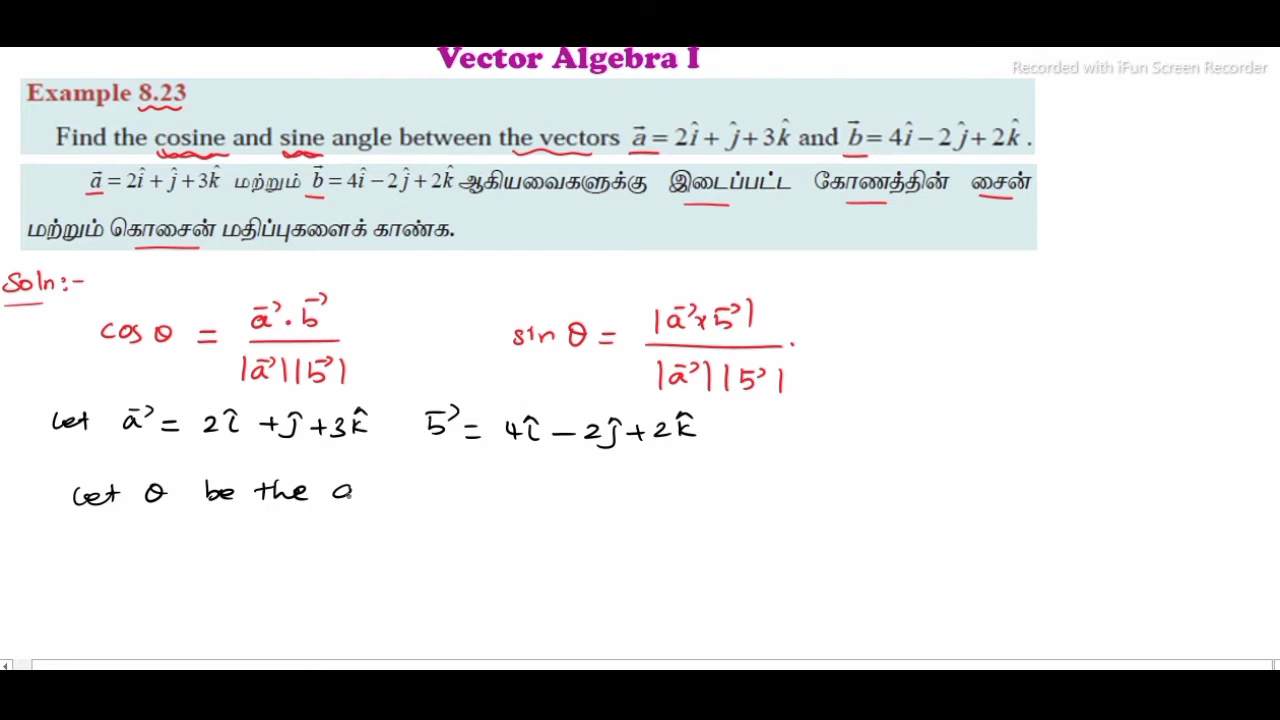 Vector Algebra I
Recorded with iFun Screen Recorder
Example 8.23
Find the cosine and sine angle between the vectors a⃗ = 2î + ĵ + 3k̂ and b⃗ = 4î − 2ĵ + 2k̂ .
a⃗ = 2î + ĵ + 3k̂ மற்றும் b⃗ = 4î − 2ĵ + 2k̂ ஆகியவைகளுக்கு இடைப்பட்ட கோணத்தின் சைன்
மற்றும் கொசைன் மதிப்புகளைக் காண்க.
Soln:-
cos θ = a⃗ . b⃗ / |a⃗| |b⃗| sin θ = |a⃗ x b⃗| / |a⃗| |b⃗| .
Let a⃗ = 2î + ĵ + 3k̂ b⃗ = 4î − 2ĵ + 2k̂
Let θ be the a